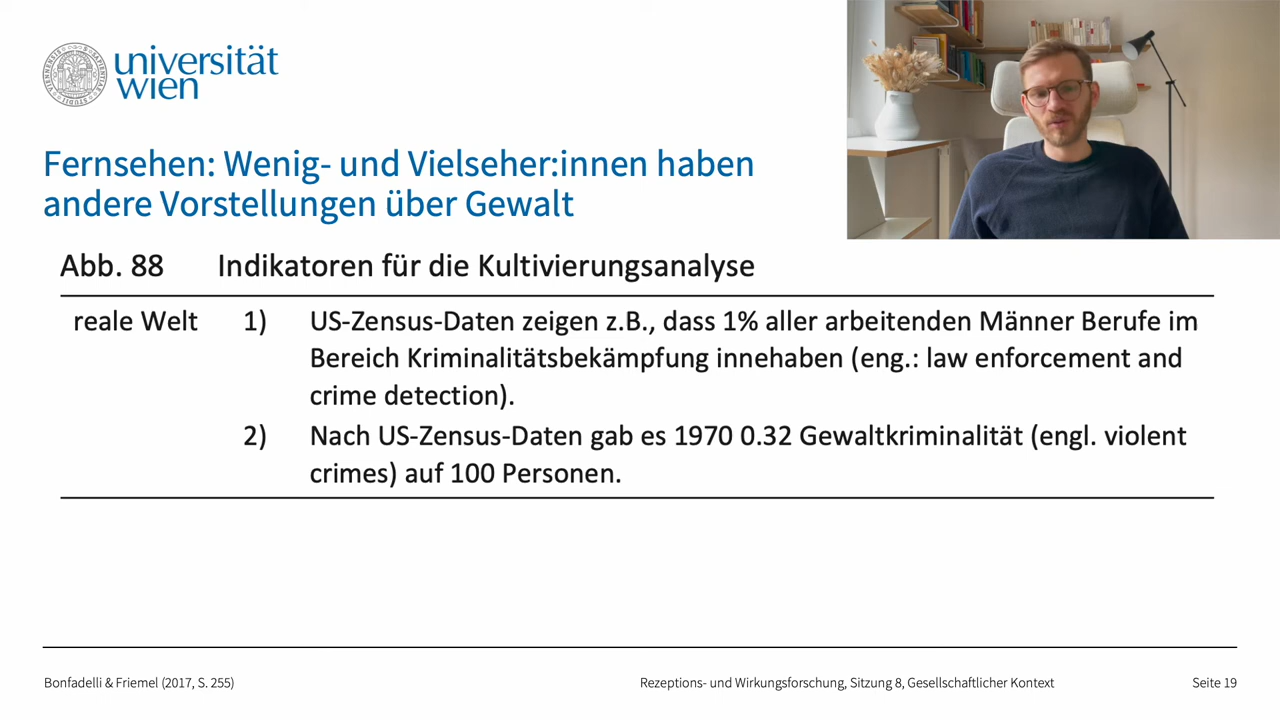 universität
wien
Fernsehen: Wenig- und Vielseher:innen haben
andere Vorstellungen über Gewalt
Abb. 88 Indikatoren für die Kultivierungsanalyse
reale Welt 1) US-Zensus-Daten zeigen z.B., dass 1% aller arbeitenden Männer Berufe im
Bereich Kriminalitätsbekämpfung innehaben (eng.: law enforcement and
crime detection).
2) Nach US-Zensus-Daten gab es 1970 0.32 Gewaltkriminalität (engl. violent
crimes) auf 100 Personen.
Bonfadelli & Friemel (2017, S. 255) Rezeptions- und Wirkungsforschung, Sitzung 8, Gesellschaftlicher Kontext Seite 19